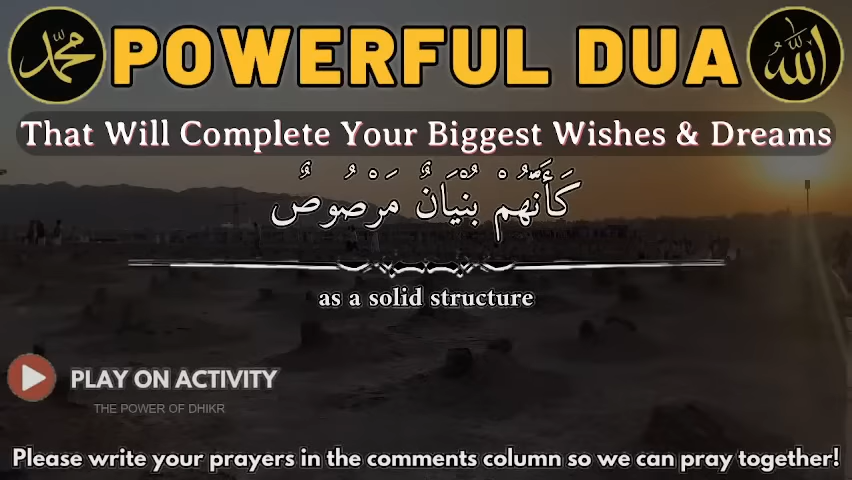 محمد
POWERFUL DUA
الله
That Will Complete Your Biggest Wishes & Dreams
كَأَنَّهُمْ بُنْيَانٌ مَرْصُوصٌ
as a solid structure
PLAY ON ACTIVITY
THE POWER OF DHIKR
Please write your prayers in the comments column so we can pray together!